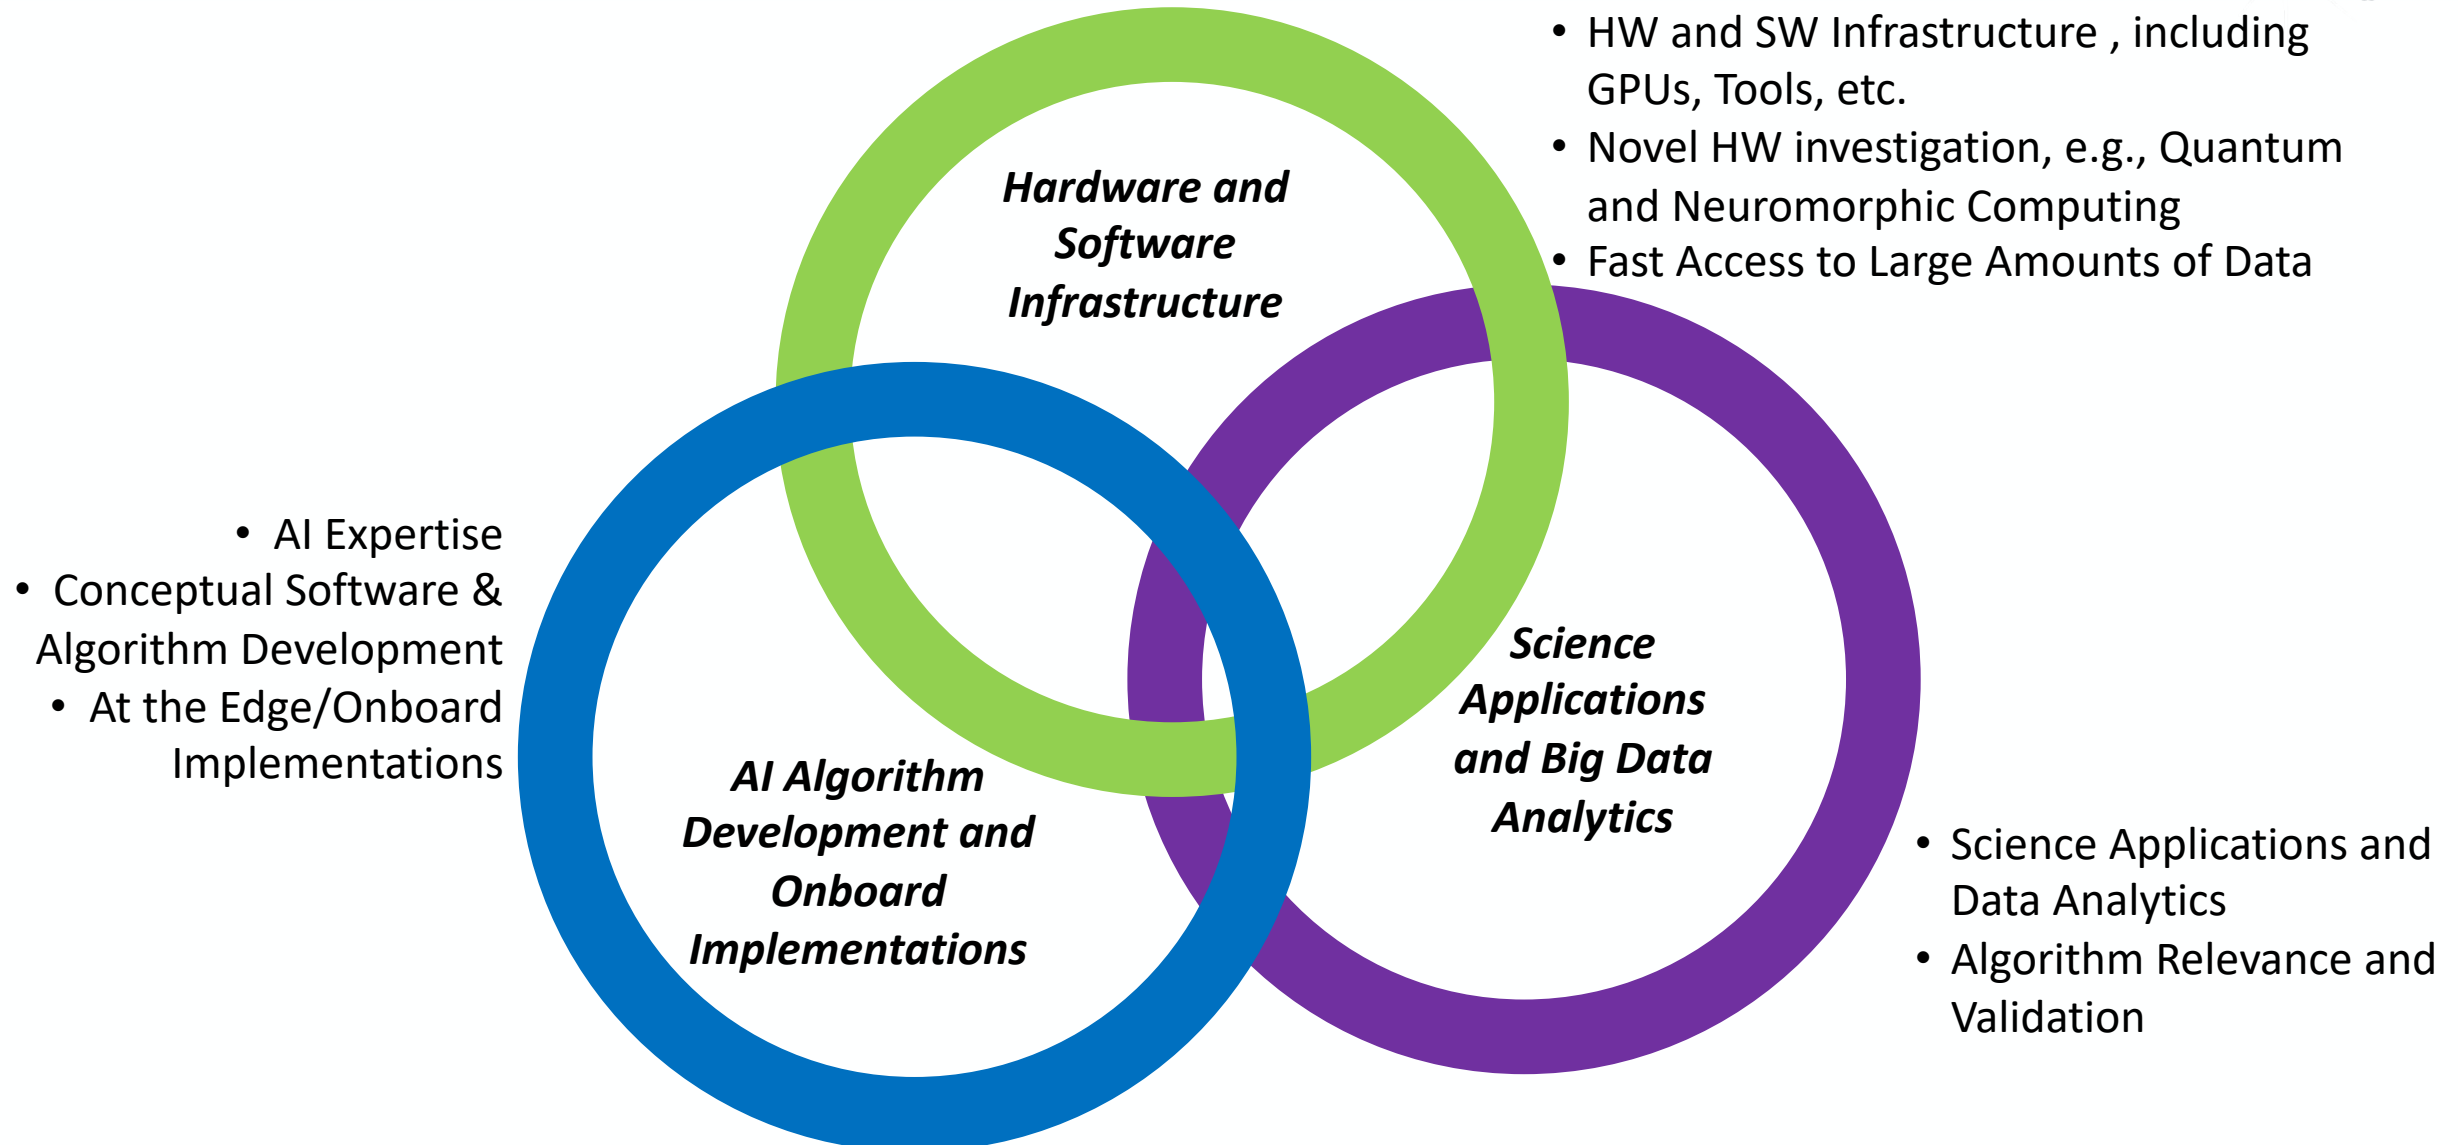 • HW and SW Infrastructure , including
GPUs, Tools, etc.
• Novel HW investigation, e.g., Quantum
and Neuromorphic Computing
• Fast Access to Large Amounts of Data
Hardware and
Software
Infrastructure
• AI Expertise
• Conceptual Software &
Algorithm Development
• At the Edge/Onboard
Implementations
AI Algorithm
Development and
Onboard
Implementations
Science
Applications
and Big Data
Analytics
• Science Applications and
Data Analytics
• Algorithm Relevance and
Validation